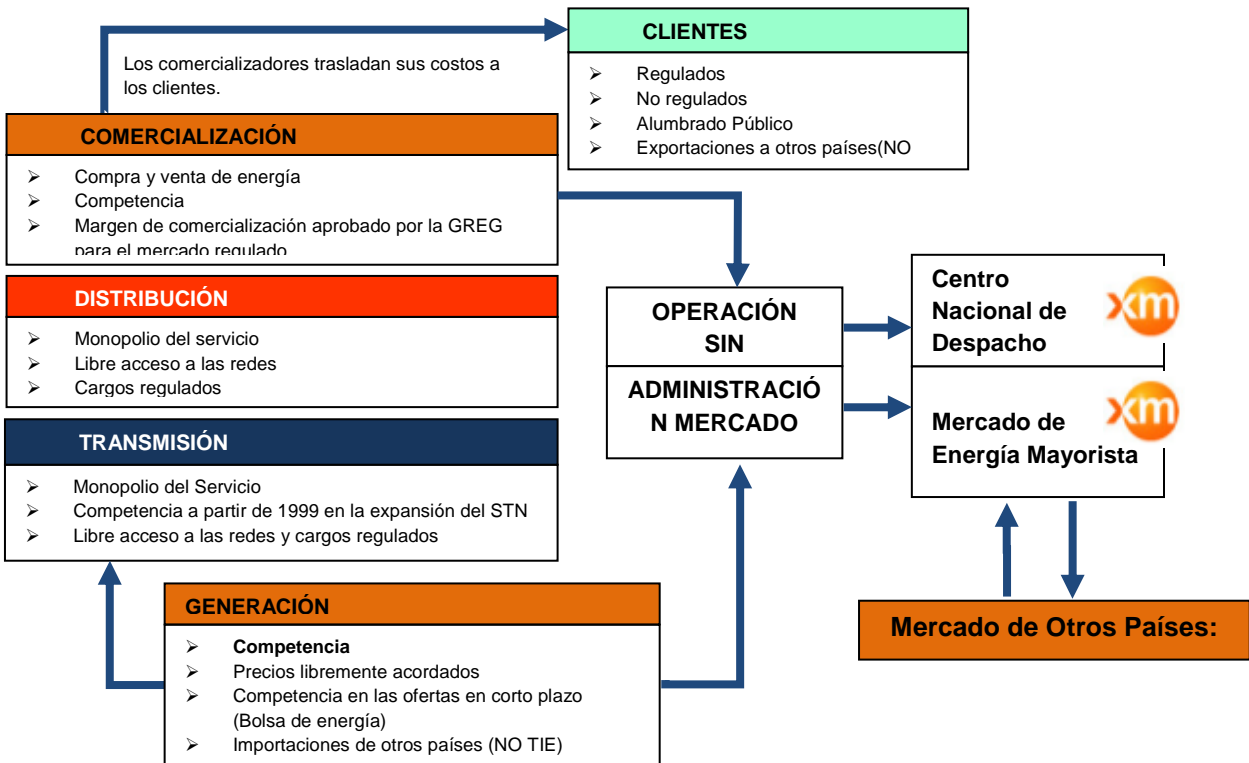 CLIENTES
➢ Regulados
➢ No regulados
➢ Alumbrado Público
➢ Exportaciones a otros países(NO
Los comercializadores trasladan sus costos a
los clientes.
COMERCIALIZACIÓN
➢ Compra y venta de energía
➢ Competencia
➢ Margen de comercialización aprobado por la GREG
para el mercado regulado
DISTRIBUCIÓN
➢ Monopolio del servicio
➢ Libre acceso a las redes
➢ Cargos regulados
TRANSMISIÓN
➢ Monopolio del Servicio
➢ Competencia a partir de 1999 en la expansión del STN
➢ Libre acceso a las redes y cargos regulados
GENERACIÓN
➢ Competencia
➢ Precios libremente acordados
➢ Competencia en las ofertas en corto plazo
(Bolsa de energía)
➢ Importaciones de otros países (NO TIE)
OPERACIÓN
SIN
ADMINISTRACIÓ
N MERCADO
Centro
Nacional de
Despacho
xm
Mercado de
Energía Mayorista
xm
Mercado de Otros Países: